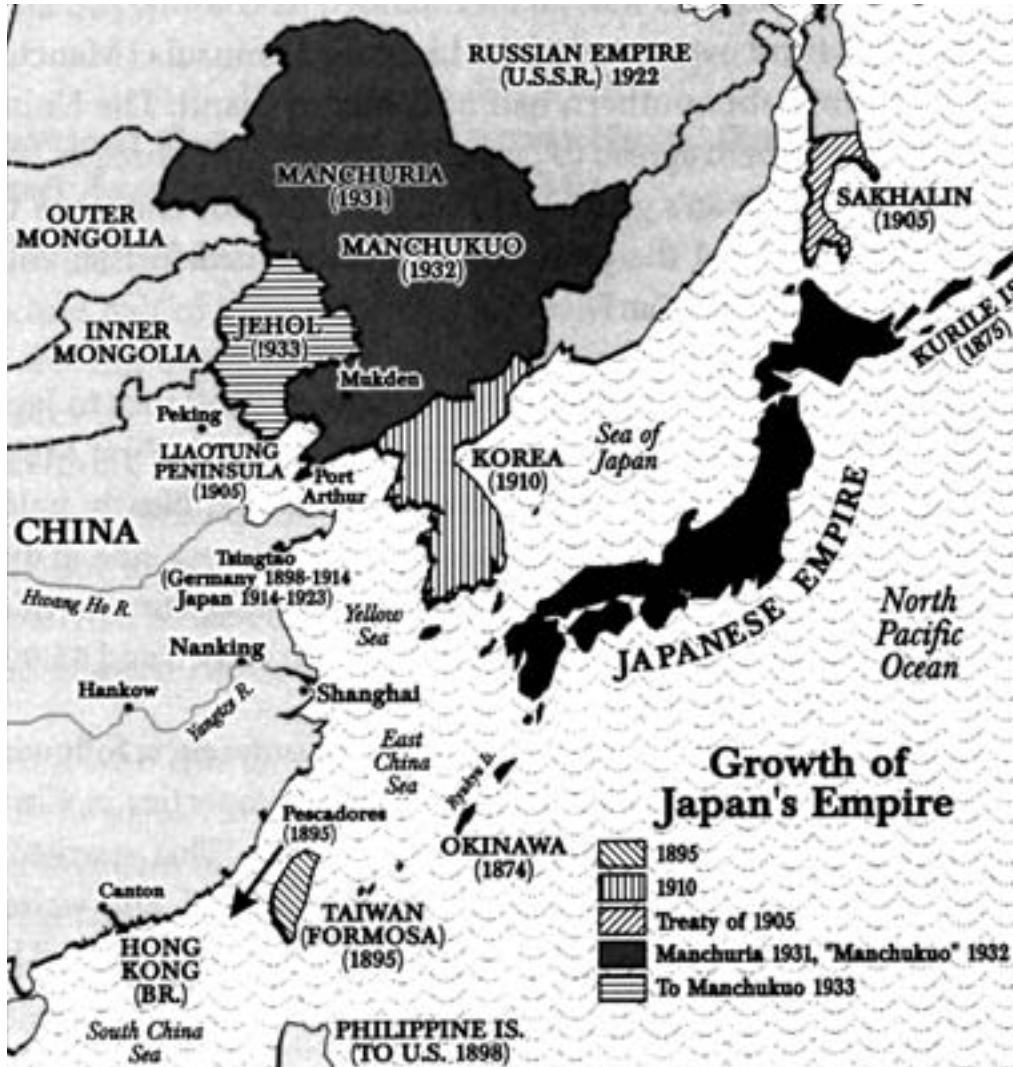 RUSSIAN EMPIRE
(U.S.S.R.) 1922
MANCHURIA
(1931)
MANCHUKUO
(1932)
SAKHALIN
(1905)
OUTER
MONGOLIA
KURILE IS.
(1875)
INNER
MONGOLIA
JEHOL
(1933)
Mukden
Peking
LIAOTUNG
PENINSULA
(1905)
Port
Arthur
KOREA
(1910)
Sea of
Japan
CHINA
Tsingtao
(Germany 1898-1914
Japan 1914-1923)
Hwang Ho R.
Yellow
Sea
JAPANESE EMPIRE
North
Pacific
Ocean
Nanking
Hankow
Yangtze R.
Shanghai
East
China
Sea
Ryukyu Is.
OKINAWA
(1874)
Pescadores
(1895)
Canton
HONG
KONG
(BR.)
TAIWAN
(FORMOSA)
(1895)
South China
Sea
PHILIPPINE IS.
(TO U.S. 1898)
Growth of
Japan's Empire
1895
1910
Treaty of 1905
Manchuria 1931, "Manchukuo" 1932
To Manchukuo 1933